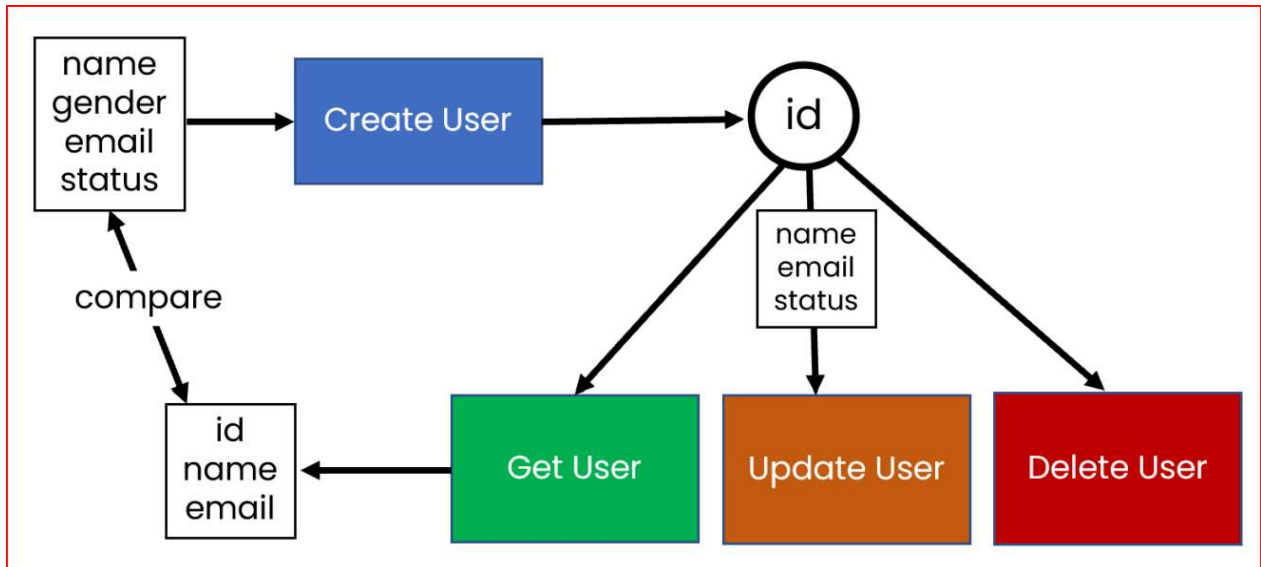 name
gender
email
status
Create User
id
name
email
status
compare
id
name
email
Get User
Update User
Delete User